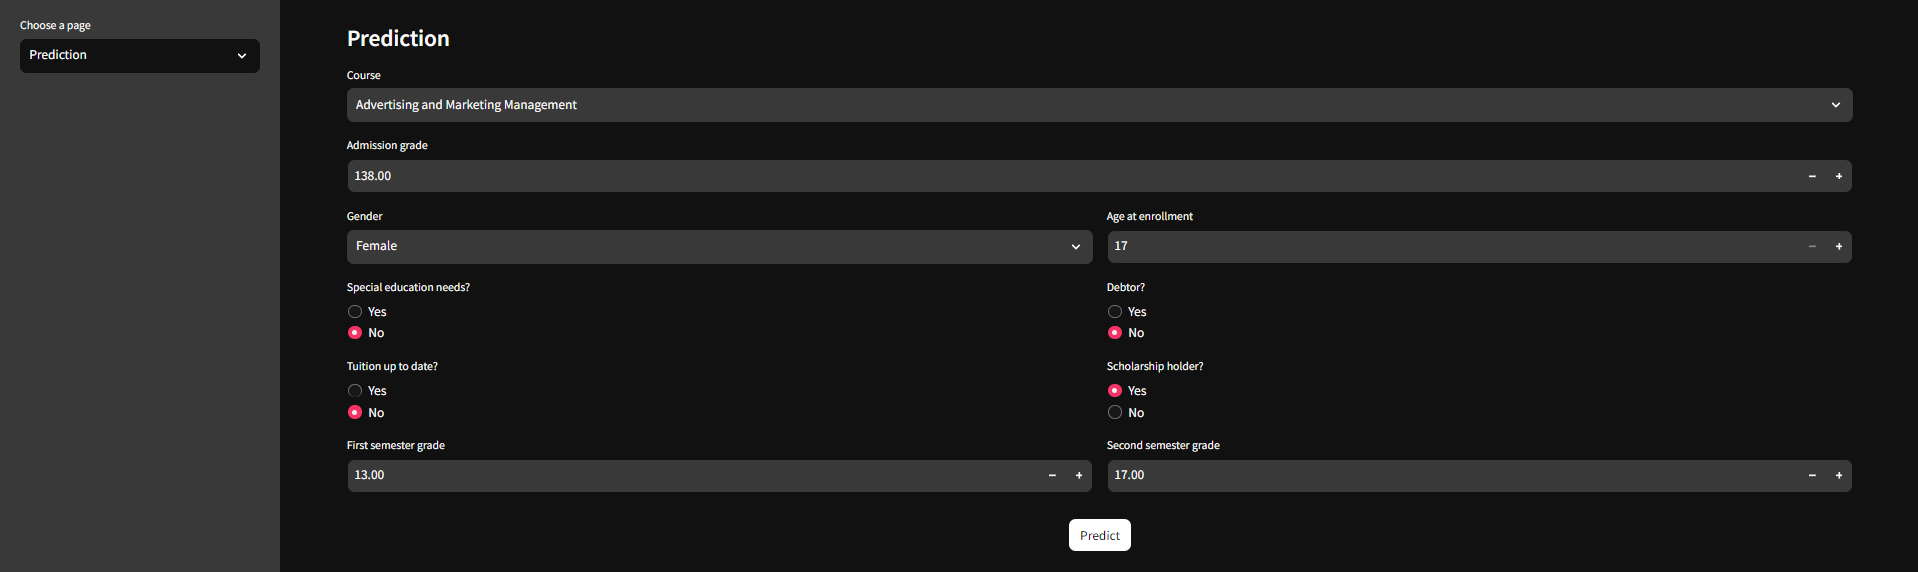 Choose a page
Prediction
Prediction
Course
Advertising and Marketing Management
Admission grade
138.00
Gender
Female
Age at enrollment
17
Special education needs?
Yes
No
Debtor?
Yes
No
Tuition up to date?
Yes
No
Scholarship holder?
Yes
No
First semester grade
13.00
Second semester grade
17.00
Predict